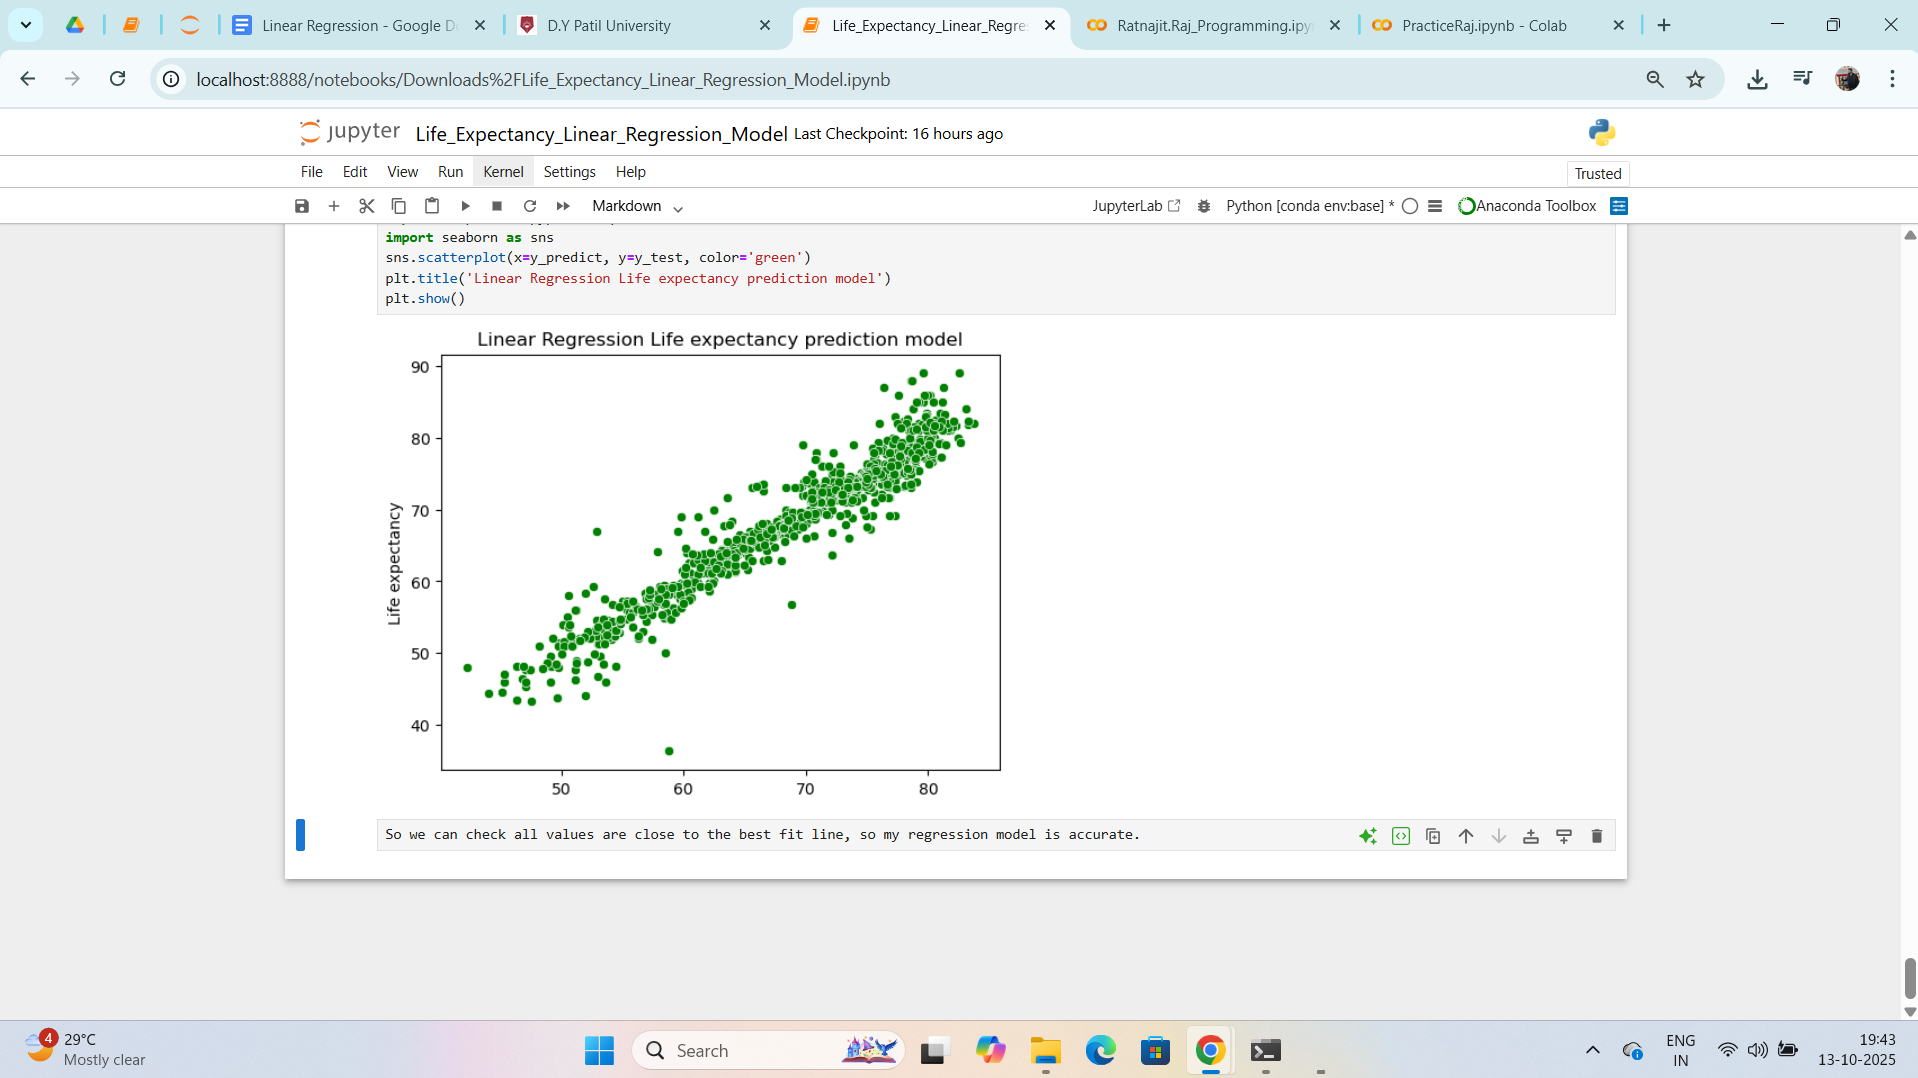 Linear Regression - Google D
D.Y Patil University
Life_Expectancy_Linear_Regres
Ratnajit.Raj_Programming.ipy
PracticeRaj.ipynb - Colab
localhost:8888/notebooks/Downloads%2FLife_Expectancy_Linear_Regression_Model.ipynb
jupyter Life_Expectancy_Linear_Regression_Model Last Checkpoint: 16 hours ago
File Edit View Run Kernel Settings Help
Trusted
Markdown
JupyterLab
Python [conda env:base] *
Anaconda Toolbox
import seaborn as sns
sns.scatterplot(x=y_predict, y=y_test, color='green')
plt.title('Linear Regression Life expectancy prediction model')
plt.show()
Linear Regression Life expectancy prediction model
90
80
70
60
50
40
Life expectancy
50 60 70 80
So we can check all values are close to the best fit line, so my regression model is accurate.
4
29°C
Mostly clear
Search
ENG
IN
19:43
13-10-2025